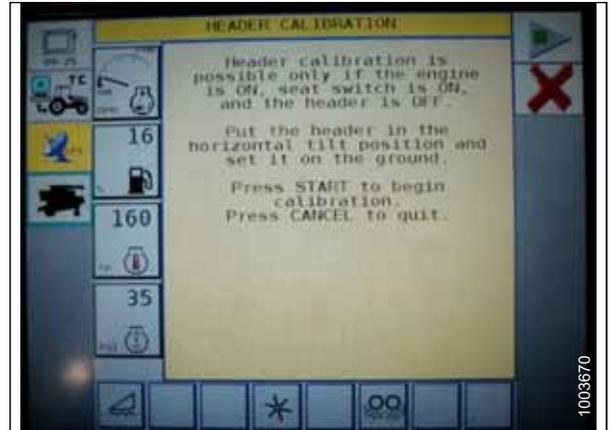 HEADER CALIBRATION
Header calibration is
possible only if the engine
is ON, seat switch is ON,
and the header is OFF.
Put the header in the
horizontal tilt position and
set it on the ground.
Press START to begin
calibration.
Press CANCEL to quit.
TC
16
160
35
1003670